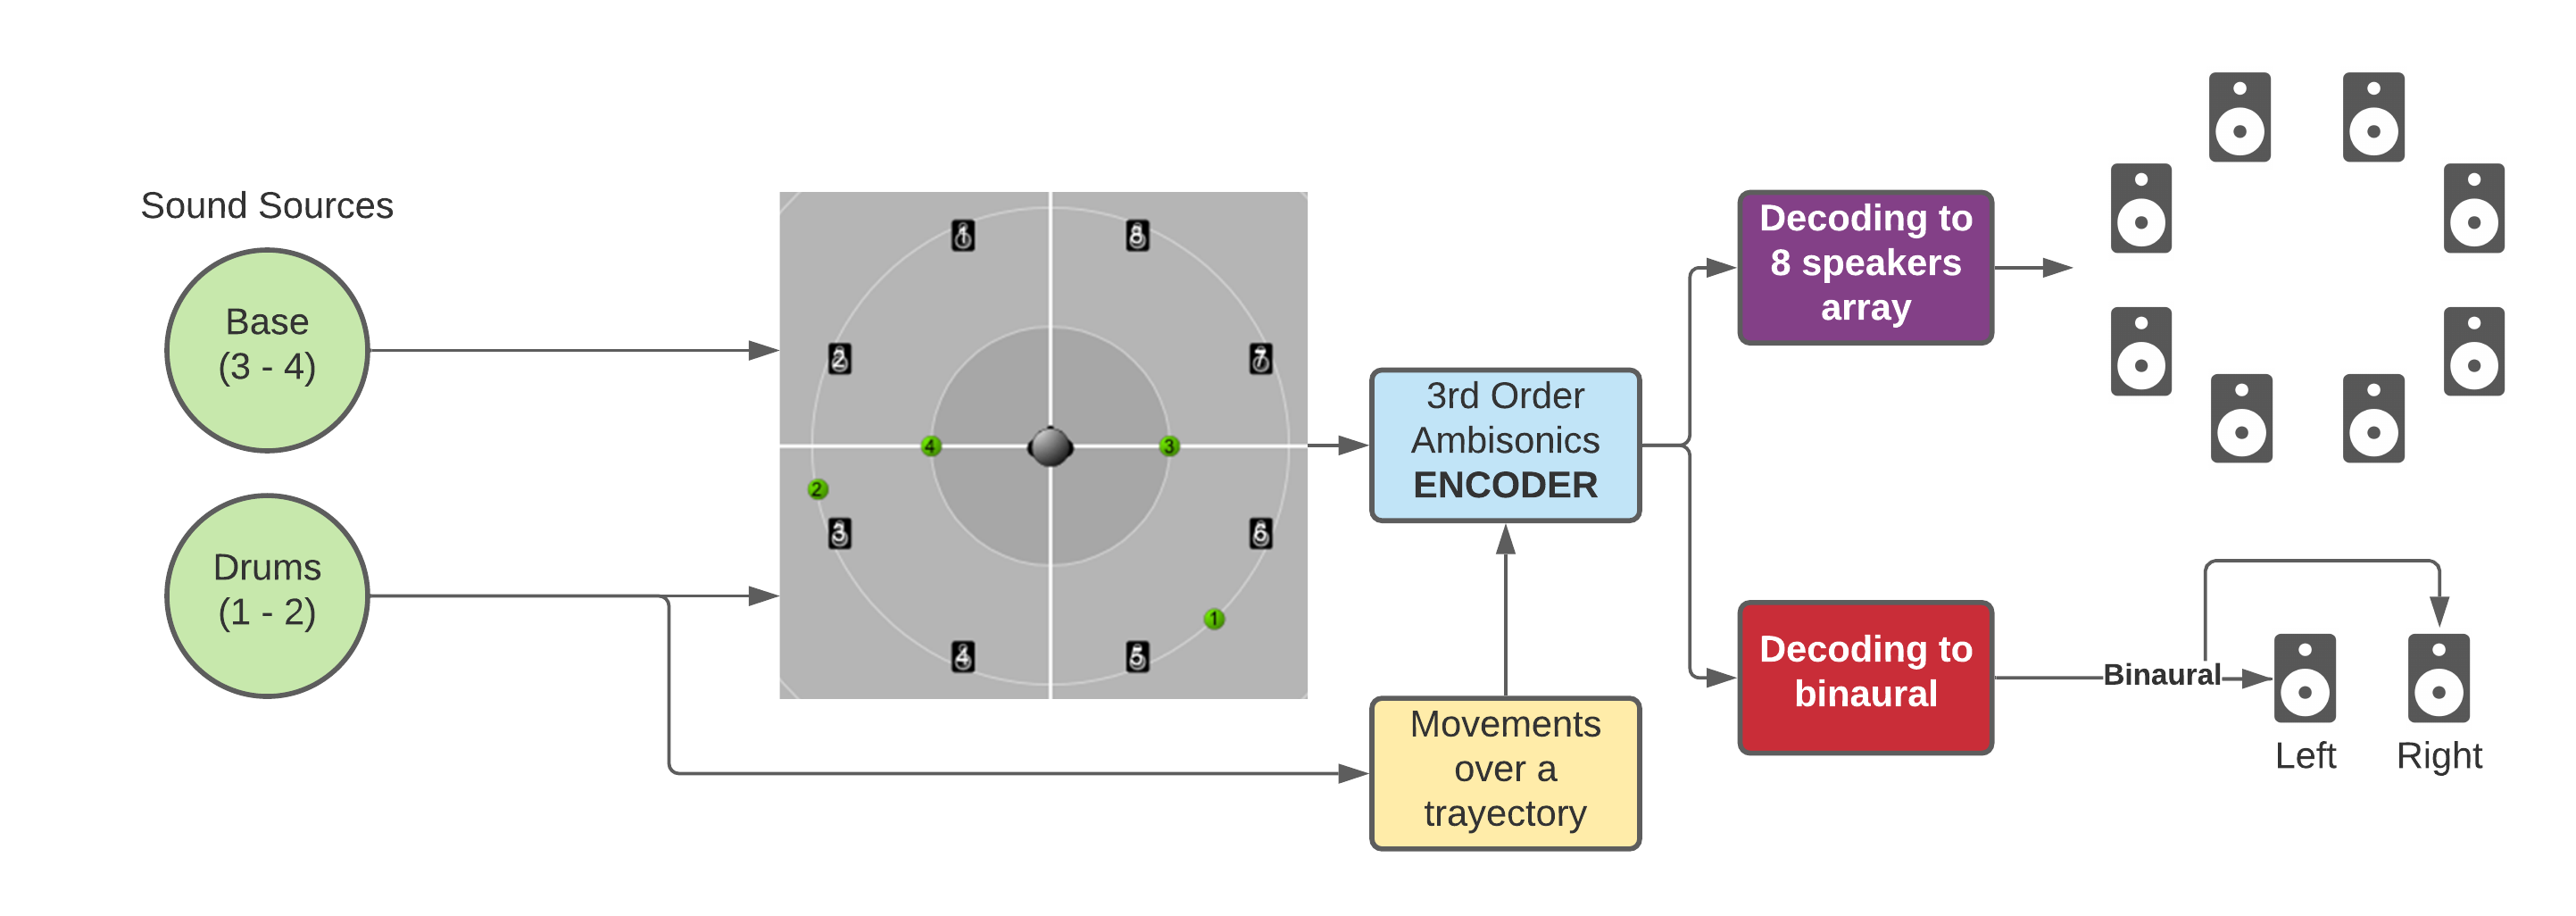 Sound Sources
Base
(3 - 4)
Drums
(1 - 2)
1
8
2
7
4
3
2
3
6
1
4
5
3rd Order
Ambisonics
ENCODER
Movements
over a
trayectory
Decoding to
8 speakers
array
Decoding to
binaural
Binaural
Left
Right